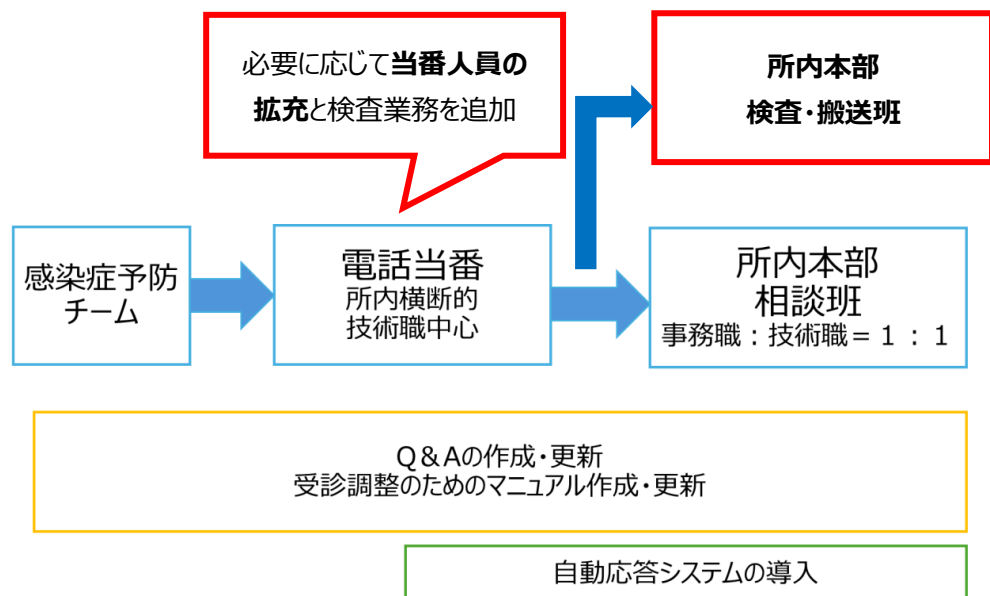 必要に応じて当番人員の
拡充と検査業務を追加
所内本部
検査・搬送班
感染症予防
チーム
電話当番
所内横断的
技術職中心
所内本部
相談班
事務職：技術職＝１：１
Q＆Aの作成・更新
受診調整のためのマニュアル作成・更新
自動応答システムの導入